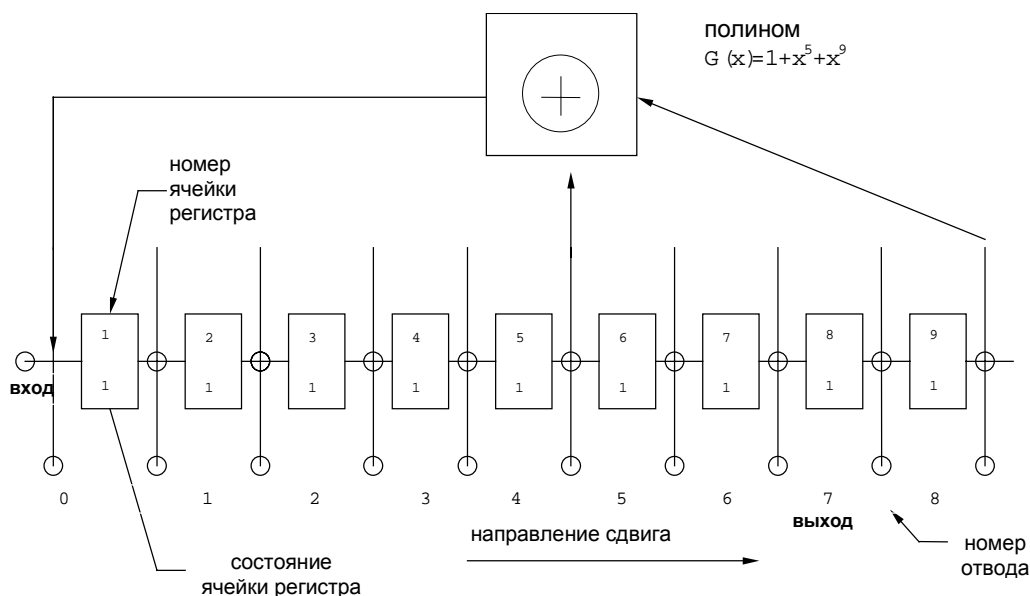 полином
G (x)=1+x⁵+x⁹
номер
ячейки
регистра
1 2 3 4 5 6 7 8 9
вход
1 1 1 1 1 1 1 1 1
0 1 2 3 4 5 6 7 8
выход
направление сдвига
состояние
ячейки регистра
номер
отвода